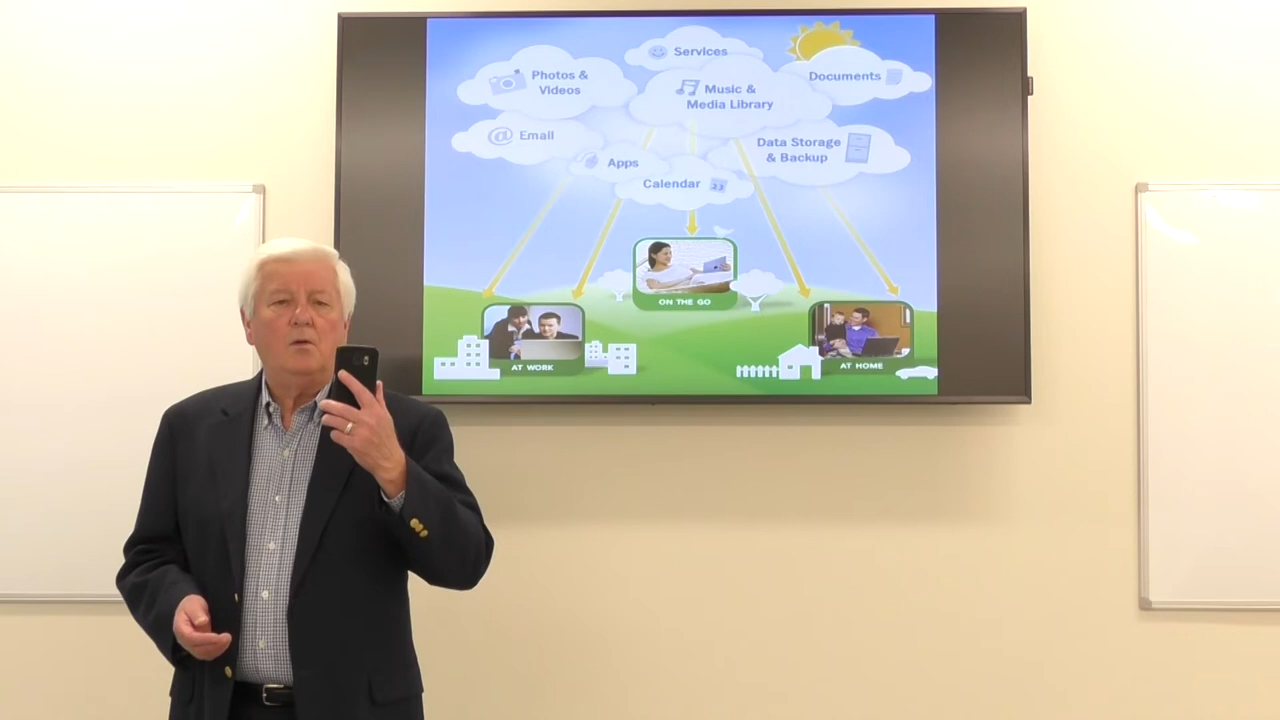 Services
Photos &
Videos
Documents
Music &
Media Library
@ Email
Data Storage
& Backup
Apps
Calendar
23
ON THE GO
AT WORK
AT HOME